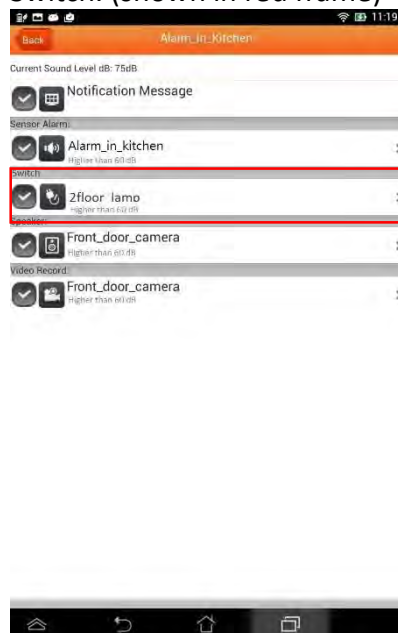 Switch. (shown in red frame)
11:19
Back
Alarm_in_Kitchen
Current Sound Level dB: 75dB
Notification Message
Sensor Alarm:
Alarm_in_kitchen
Higher than 60 dB
Switch
2floor lamo
Higher than 60 dB
Speaker:
Front_door_camera
Higher than 60 dB
Video Record:
Front_door_camera
Higher than 60 dB